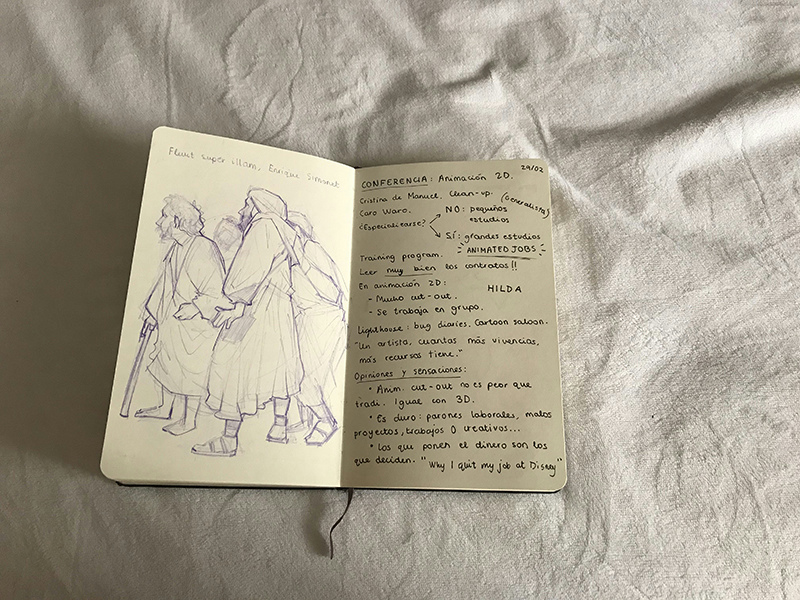 Flevit super illam, Enrique Simonet
29/02
CONFERENCIA: Animación 2D.
Cristina de Manuel. Clean-up. (Generalista)
Caro Waro.
¿Especializarse?
NO: pequeños
estudios
SÍ: grandes estudios
ANIMATED JOBS
Training program.
Leer muy bien los contratos!!
En animación 2D:
HILDA
- Mucho cut-out.
- Se trabaja en grupo.
Lighthouse: bug diaries. Cartoon saloon.
"Un artista, cuantas más vivencias,
más recursos tiene."
Opiniones y sensaciones:
• Anim. cut-out no es peor que
tradi. Igual con 3D.
• Es duro: parones laborales, malos
proyectos, trabajos 0 creativos...
• Los que ponen el dinero son los
que deciden. "Why I quit my job at Disney"